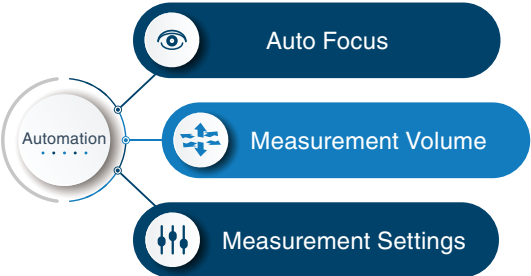 Auto Focus
Automation
Measurement Volume
Measurement Settings